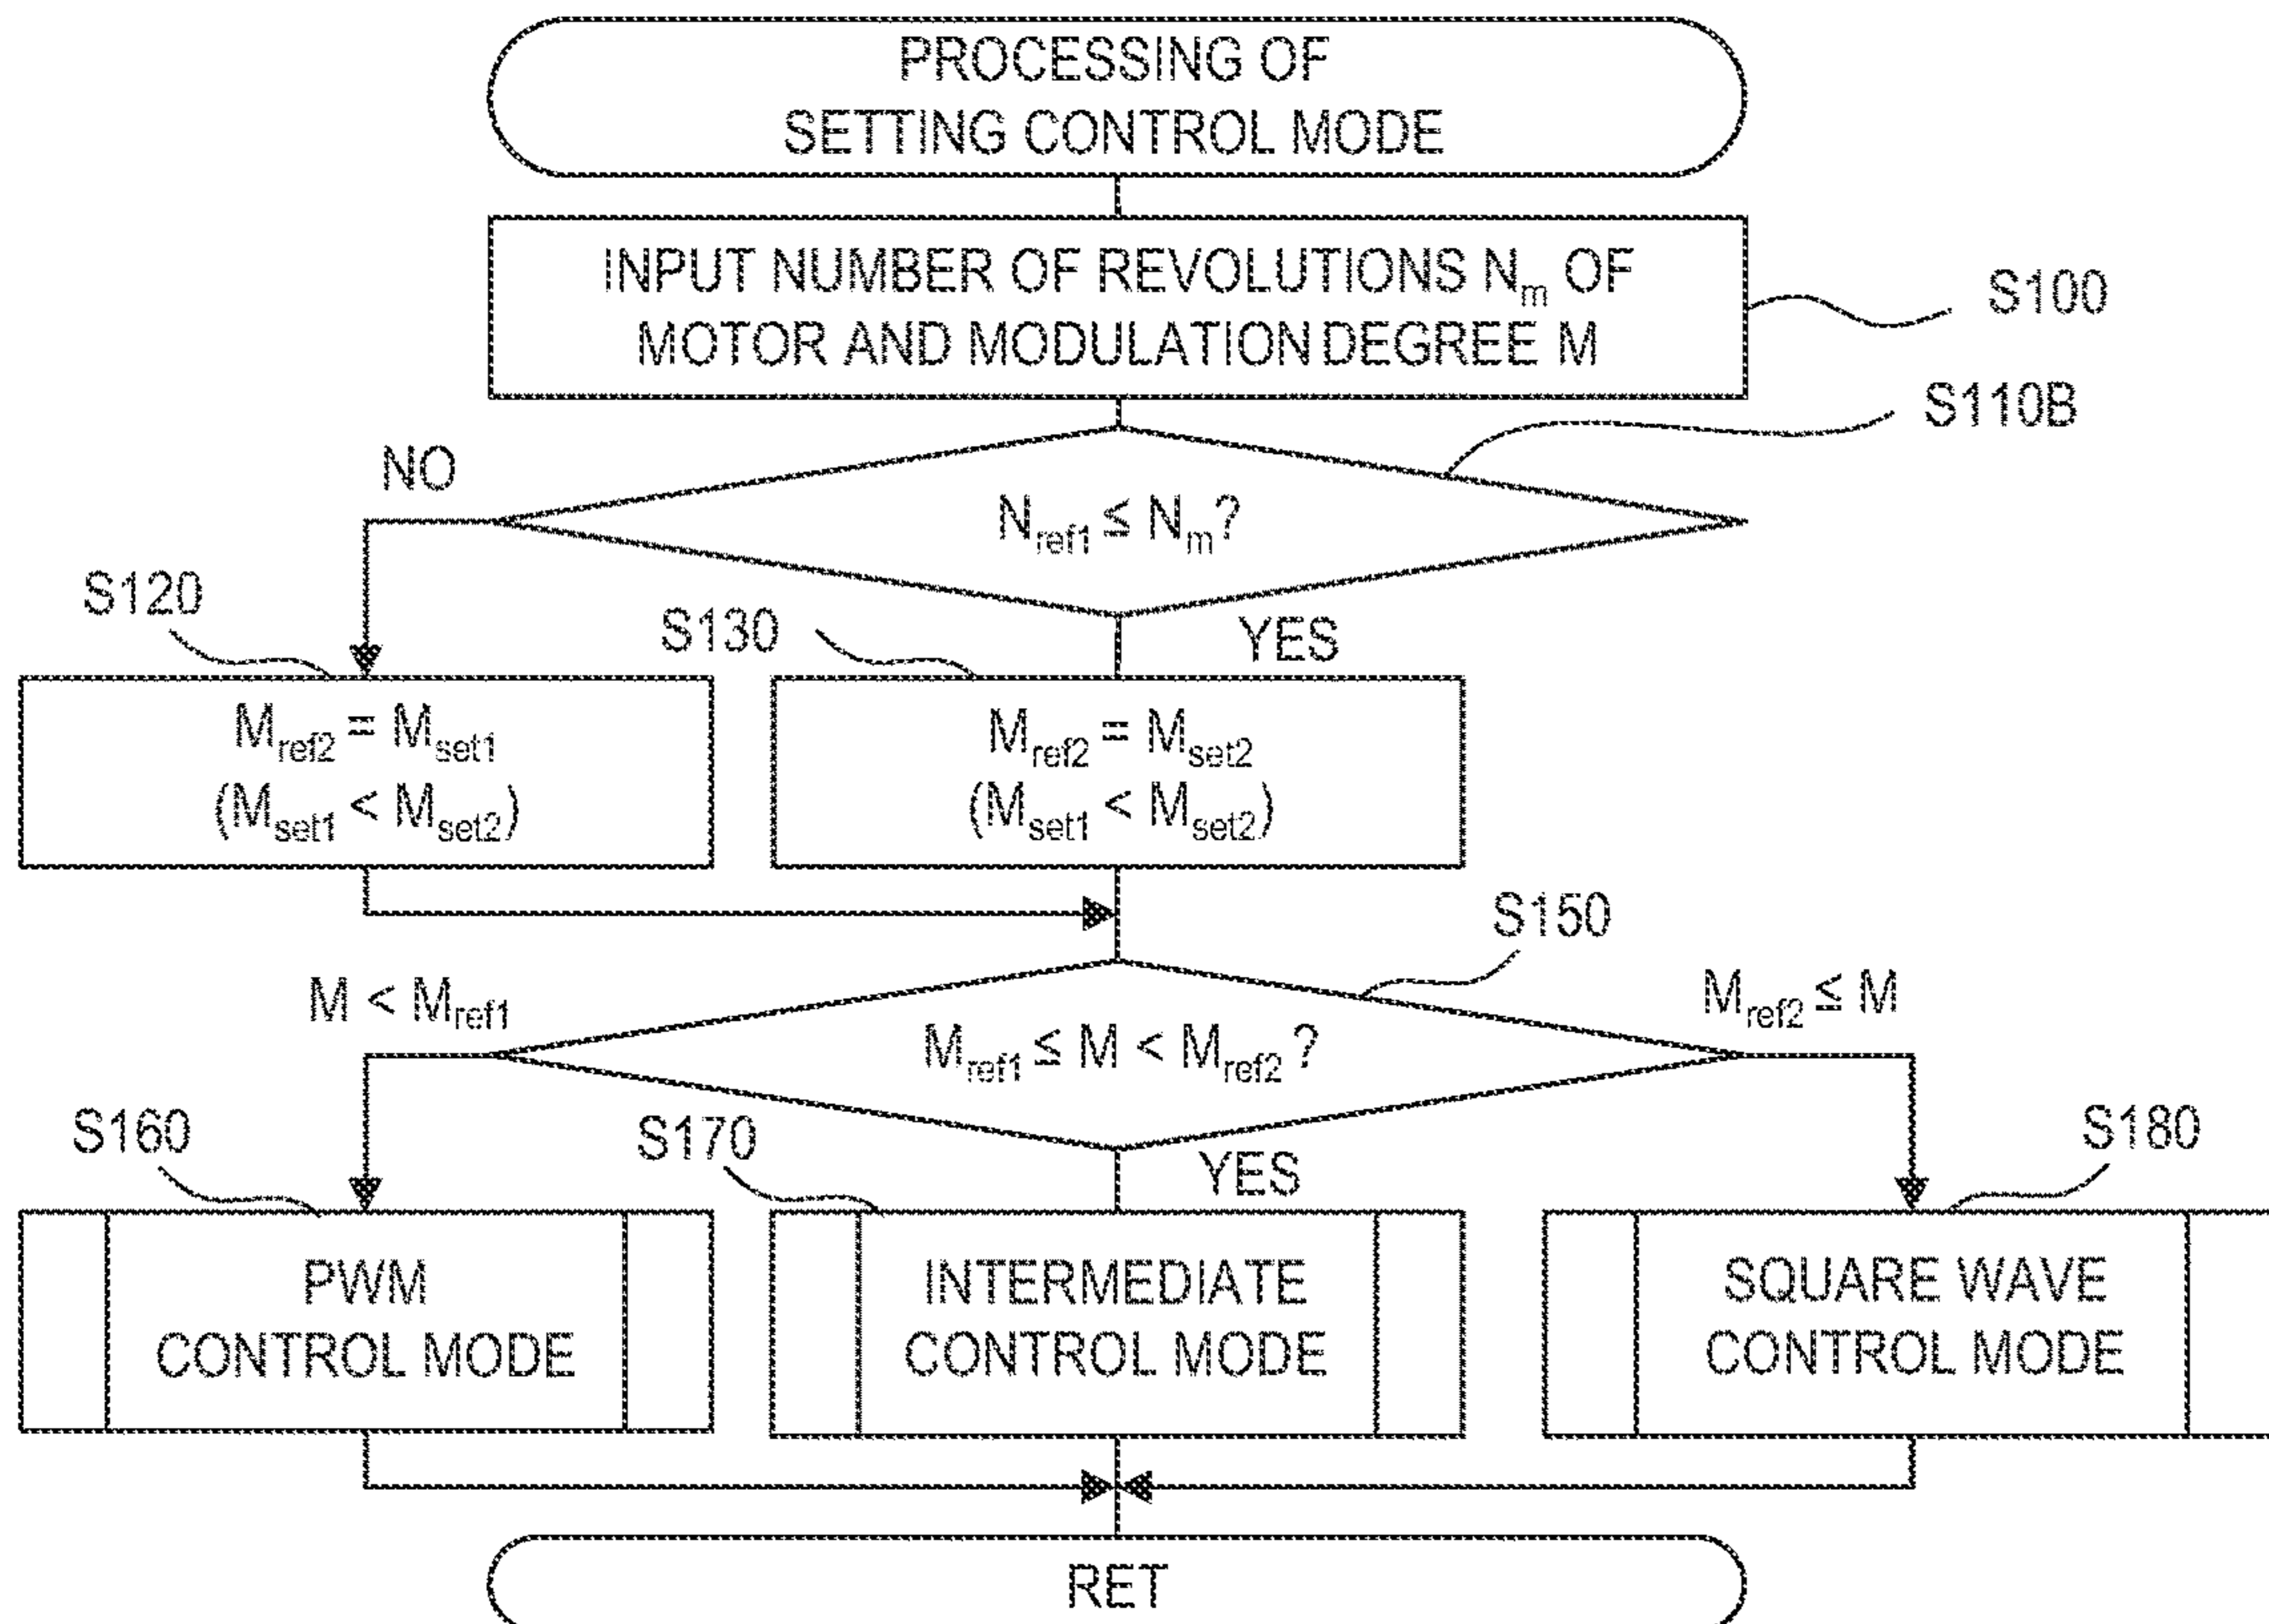 PROCESSING OF
SETTING CONTROL MODE
INPUT NUMBER OF REVOLUTIONS Nm OF
MOTOR AND MODULATION DEGREE M
S100
S110B
NO
Nref1 ≤ Nm?
S120
S130
YES
Mref2 = Mset1
(Mset1 < Mset2)
Mref2 = Mset2
(Mset1 < Mset2)
S150
M < Mref1
Mref2 ≤ M
Mref1 ≤ M < Mref2 ?
S160
S170
YES
S180
PWM
CONTROL MODE
INTERMEDIATE
CONTROL MODE
SQUARE WAVE
CONTROL MODE
RET